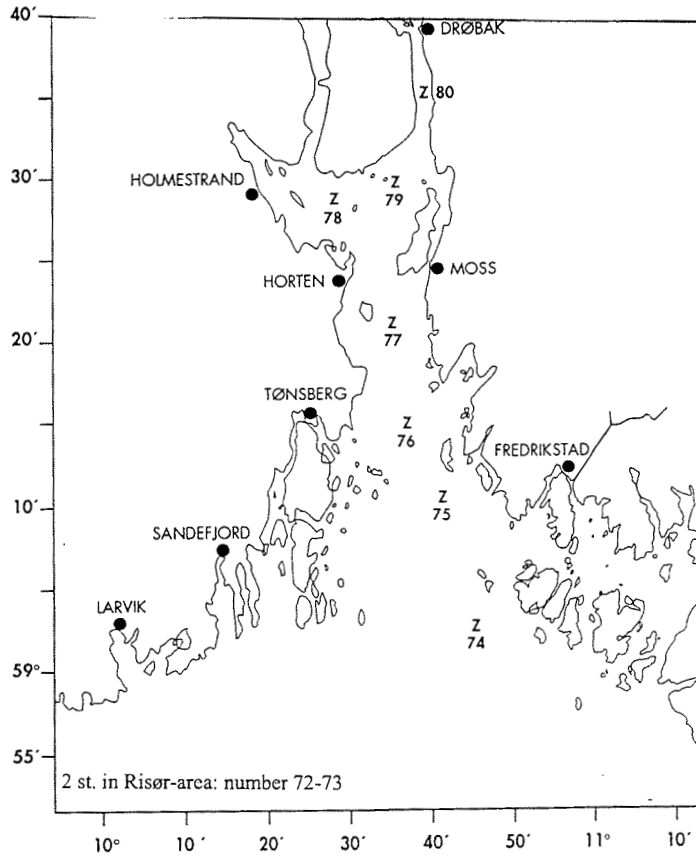 40´
DRØBAK
Z 80
30´
HOLMESTRAND
Z
78
Z
79
HORTEN
MOSS
Z
77
20´
TØNSBERG
Z
76
FREDRIKSTAD
10´
Z
75
SANDEFJORD
LARVIK
Z
74
59°
55´
2 st. in Risør-area: number 72-73
10° 10´ 20´ 30´ 40´ 50´ 11° 10´